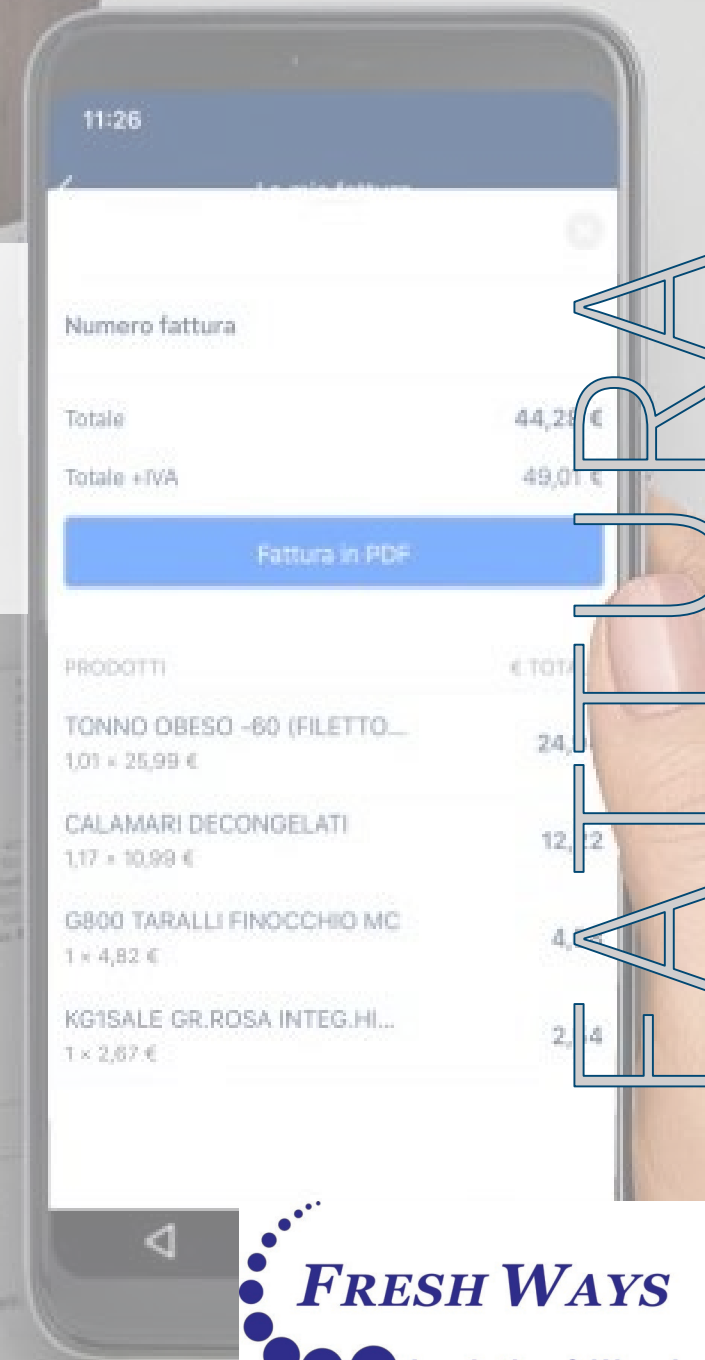 11:26
Numero fattura
Totale 44,28 €
Totale +IVA 49,01 €
Fattura in PDF
PRODOTTI
TONNO OBESO -60 (FILETTO...
1,01 × 25,99 €
CALAMARI DECONGELATI
1,17 × 10,99 €
G800 TARALLI FINOCCHIO MC
1 × 4,82 €
KG1SALE GR.ROSA INTEG.HI...
1 × 2,67 €
FATTURA
FRESH WAYS